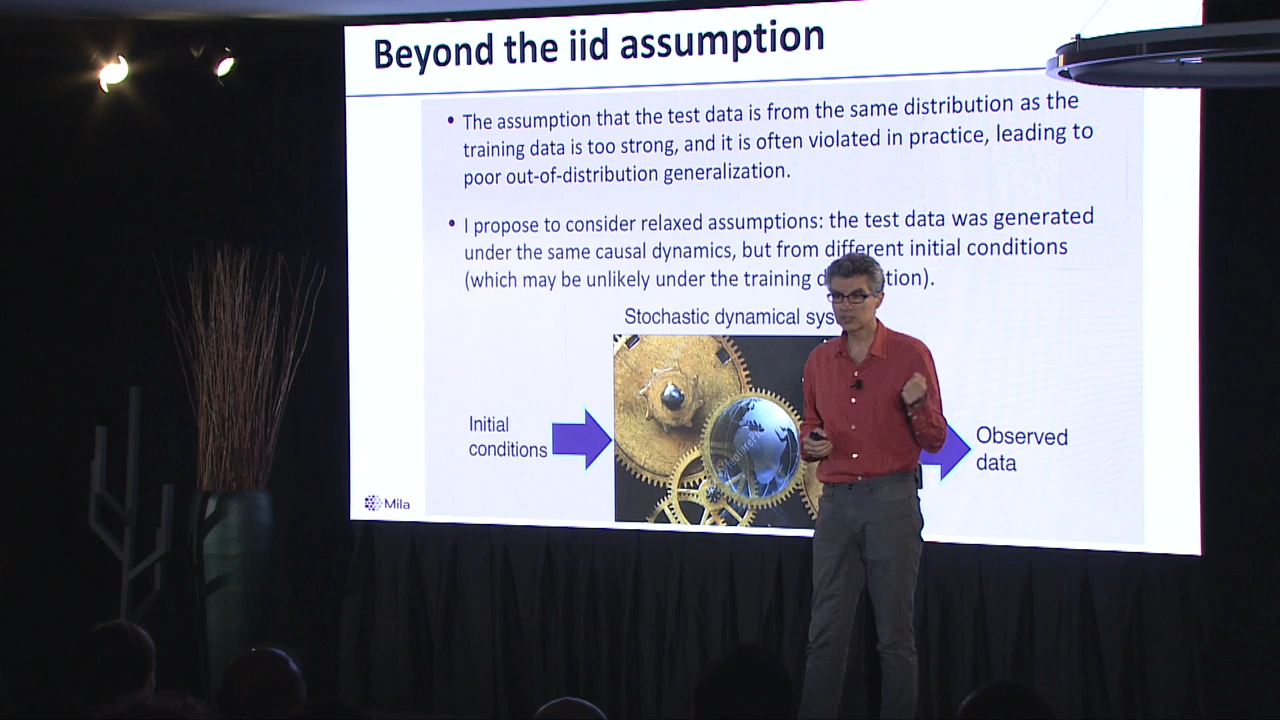 Beyond the iid assumption
• The assumption that the test data is from the same distribution as the
training data is too strong, and it is often violated in practice, leading to
poor out-of-distribution generalization.
• I propose to consider relaxed assumptions: the test data was generated
under the same causal dynamics, but from different initial conditions
(which may be unlikely under the training d tion).
Stochastic dynamical sys
Initial
conditions
Observed
data
Mila